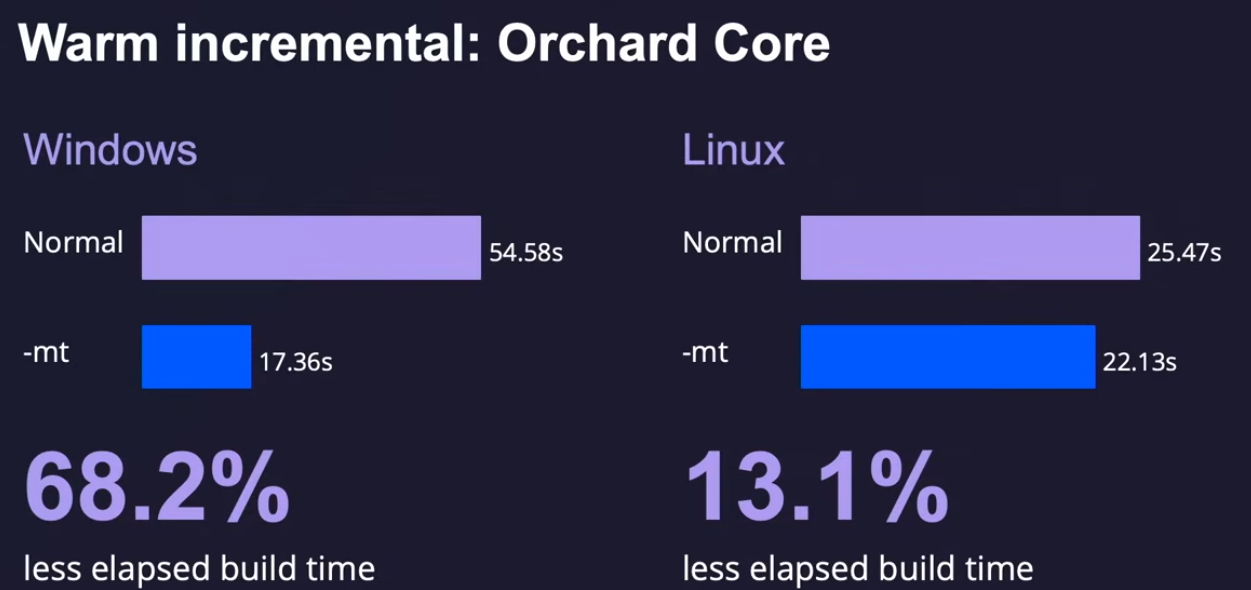 Warm incremental: Orchard Core
Windows
Normal 54.58s
-mt 17.36s
68.2%
less elapsed build time
Linux
Normal 25.47s
-mt 22.13s
13.1%
less elapsed build time